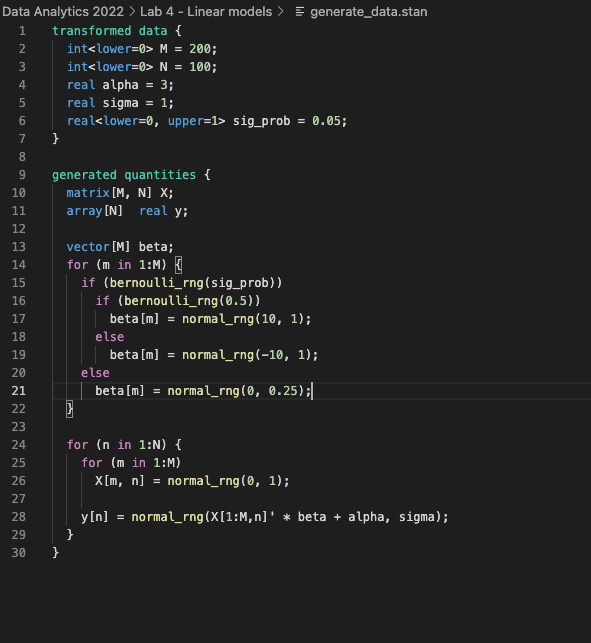 Data Analytics 2022 > Lab 4 - Linear models > generate_data.stan
1 transformed data {
2   int<lower=0> M = 200;
3   int<lower=0> N = 100;
4   real alpha = 3;
5   real sigma = 1;
6   real<lower=0, upper=1> sig_prob = 0.05;
7 }
8
9 generated quantities {
10   matrix[M, N] X;
11   array[N]  real y;
12
13   vector[M] beta;
14   for (m in 1:M) {
15     if (bernoulli_rng(sig_prob))
16       if (bernoulli_rng(0.5))
17         beta[m] = normal_rng(10, 1);
18       else
19         beta[m] = normal_rng(-10, 1);
20     else
21       beta[m] = normal_rng(0, 0.25);
22   }
23
24   for (n in 1:N) {
25     for (m in 1:M)
26       X[m, n] = normal_rng(0, 1);
27
28     y[n] = normal_rng(X[1:M,n]' * beta + alpha, sigma);
29   }
30 }